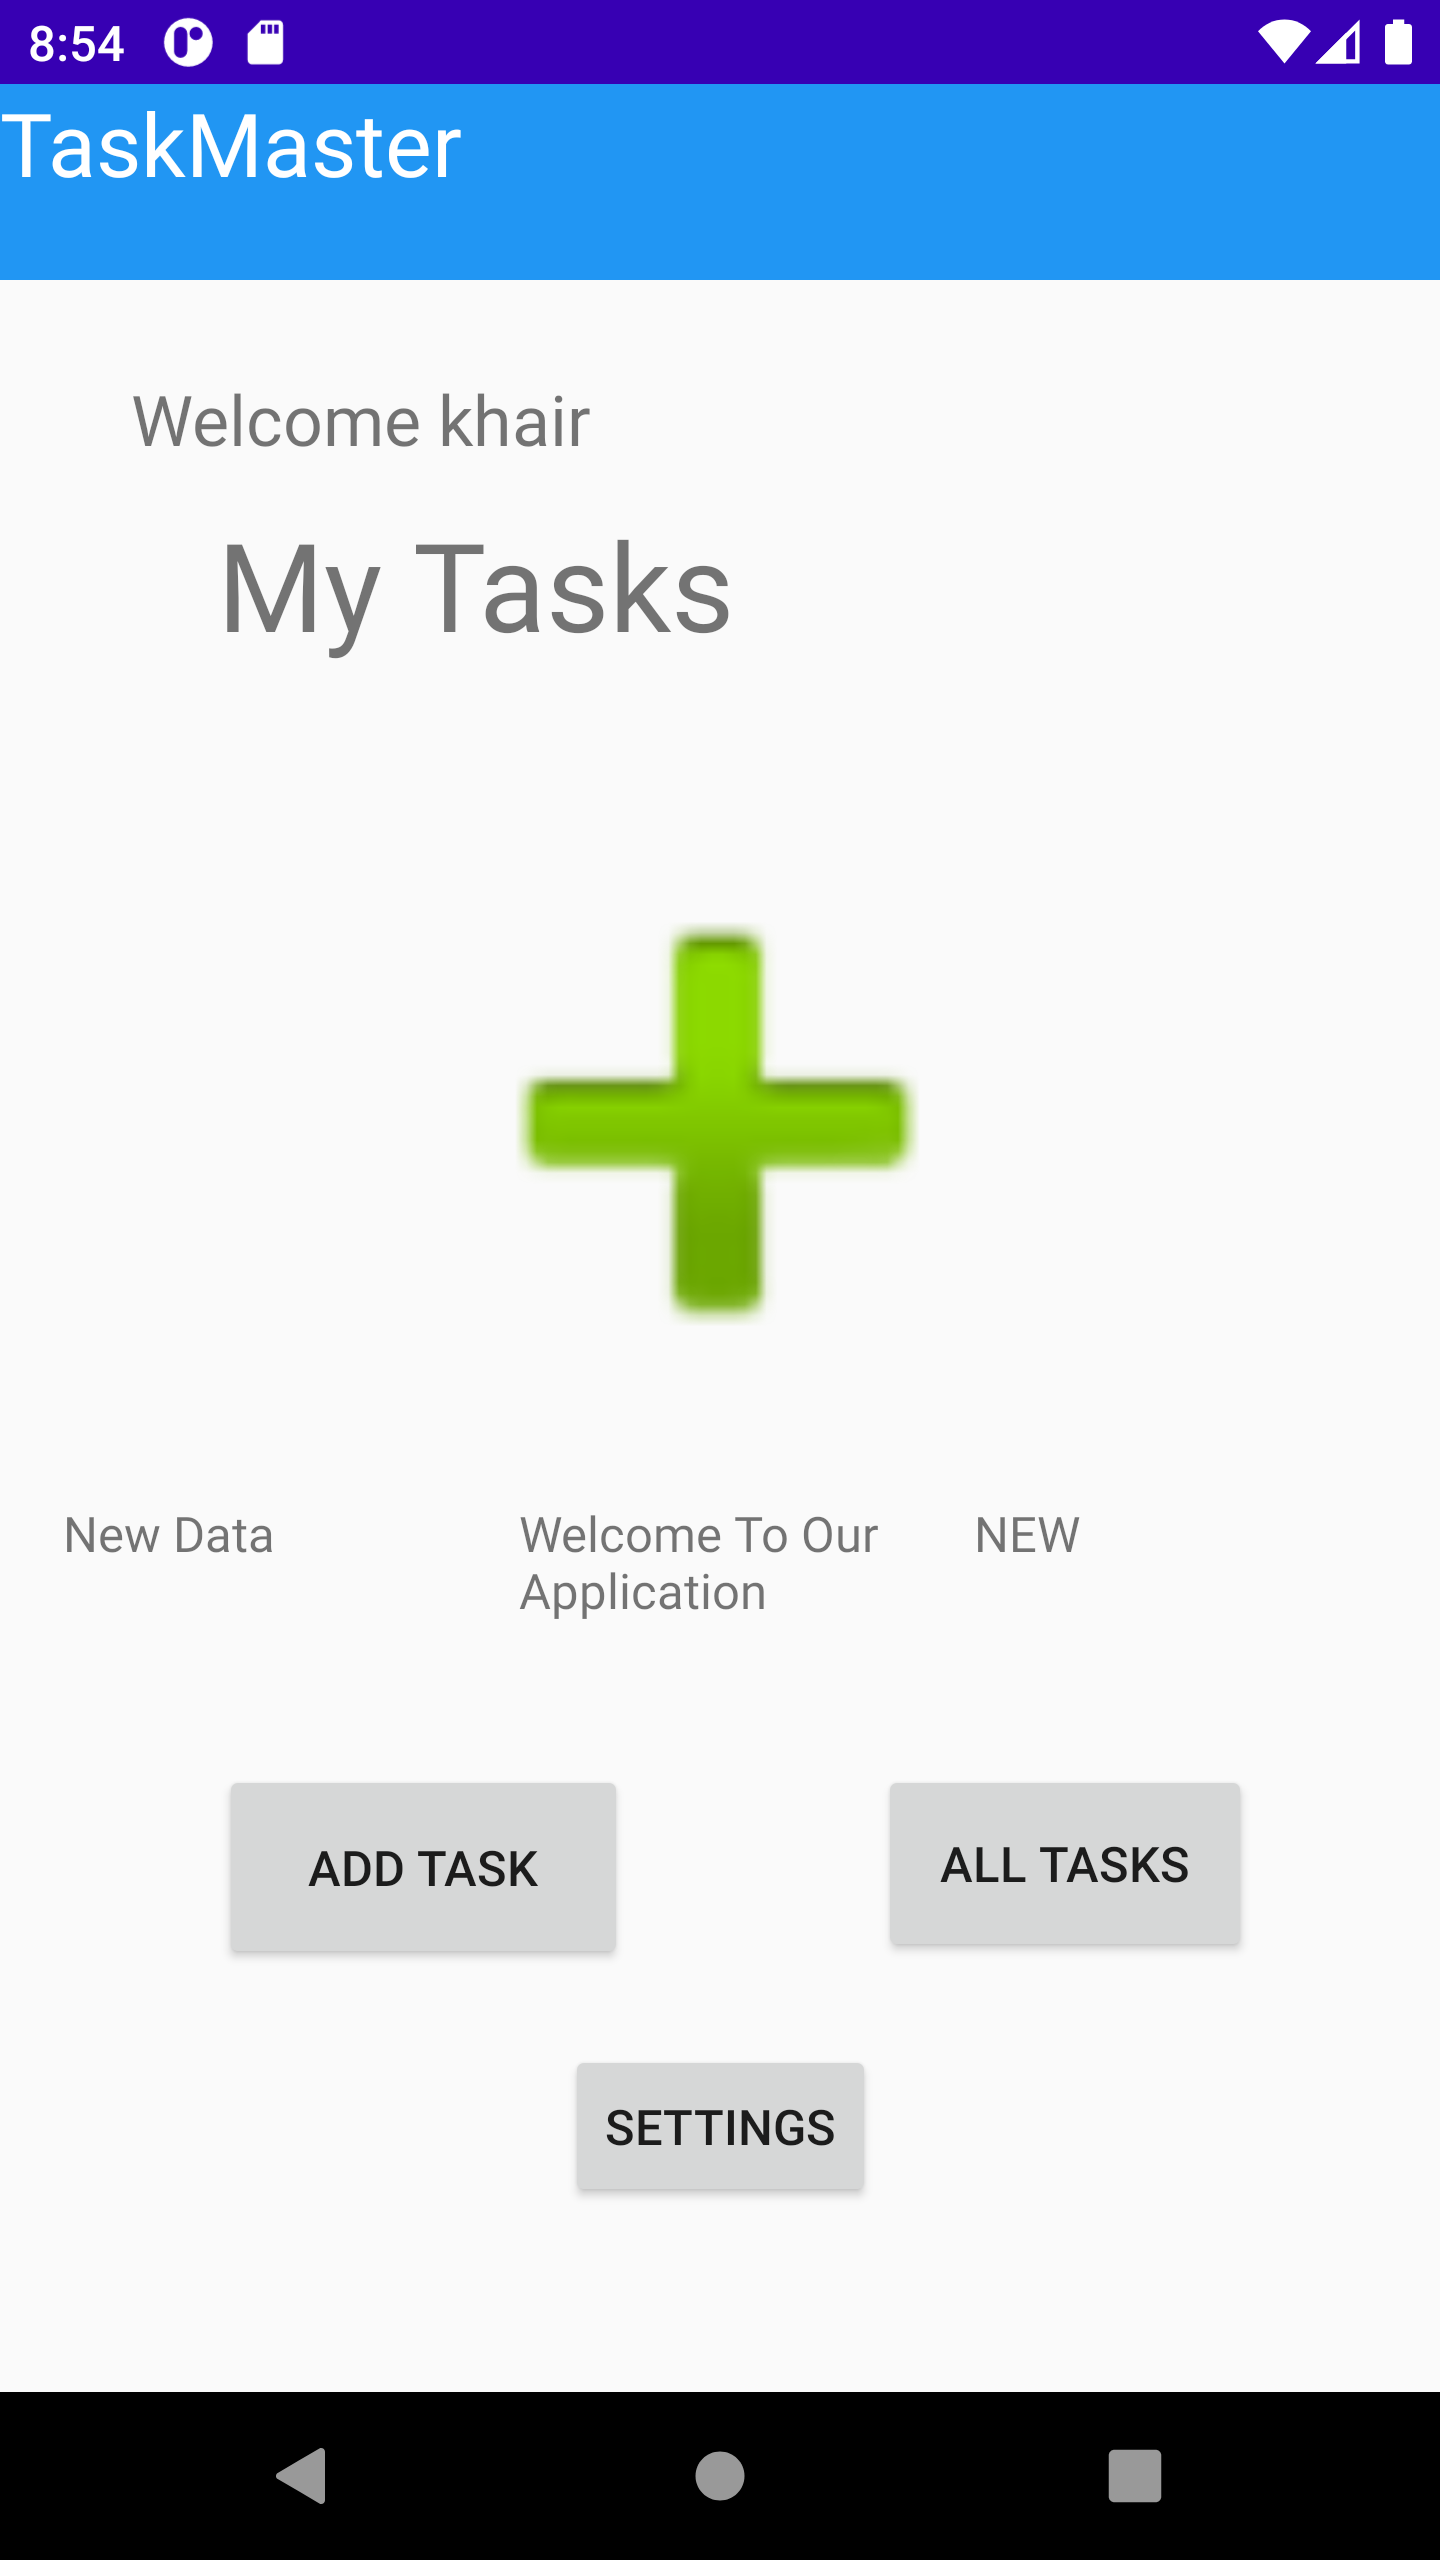 8:54
TaskMaster
Welcome khair
My Tasks
New Data
Welcome To Our
Application
NEW
ADD TASK
ALL TASKS
SETTINGS